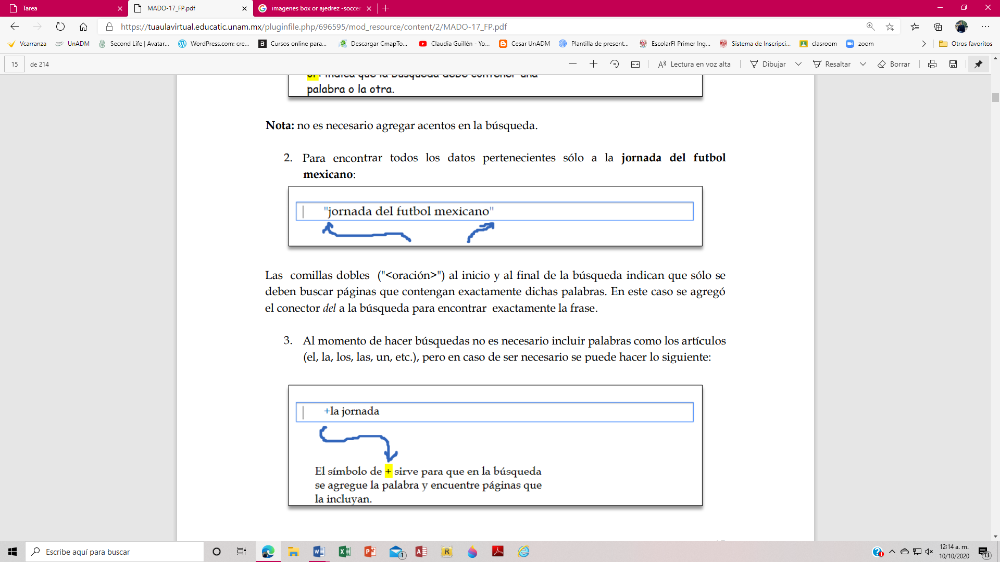 Tarea
MADO-17_FP.pdf
imagenes box or ajedrez -soccer
https://tuaulavirtual.educatic.unam.mx/pluginfile.php/696595/mod_resource/content/2/MADO-17_FP.pdf
Vcarranza
UnADM
Second Life | Avatar...
WordPress.com: cre...
Cursos online para...
Descargar CmapTo...
Claudia Guillén - Yo...
Cesar UnADM
Plantilla de present...
EscolarFI Primer Ing...
Sistema de Inscripci...
clasroom
zoom
Otros favoritos
15 de 214
Lectura en voz alta
Dibujar
Resaltar
Borrar
or: indica que la búsqueda debe contener una
palabra o la otra.
Nota: no es necesario agregar acentos en la búsqueda.
2. Para encontrar todos los datos pertenecientes sólo a la jornada del futbol
mexicano:
"jornada del futbol mexicano"
Las comillas dobles ("<oración>") al inicio y al final de la búsqueda indican que sólo se
deben buscar páginas que contengan exactamente dichas palabras. En este caso se agregó
el conector del a la búsqueda para encontrar exactamente la frase.
3. Al momento de hacer búsquedas no es necesario incluir palabras como los artículos
(el, la, los, las, un, etc.), pero en caso de ser necesario se puede hacer lo siguiente:
+la jornada
El símbolo de + sirve para que en la búsqueda
se agregue la palabra y encuentre páginas que
la incluyan.
Escribe aquí para buscar
12:14 a. m.
10/10/2020
13